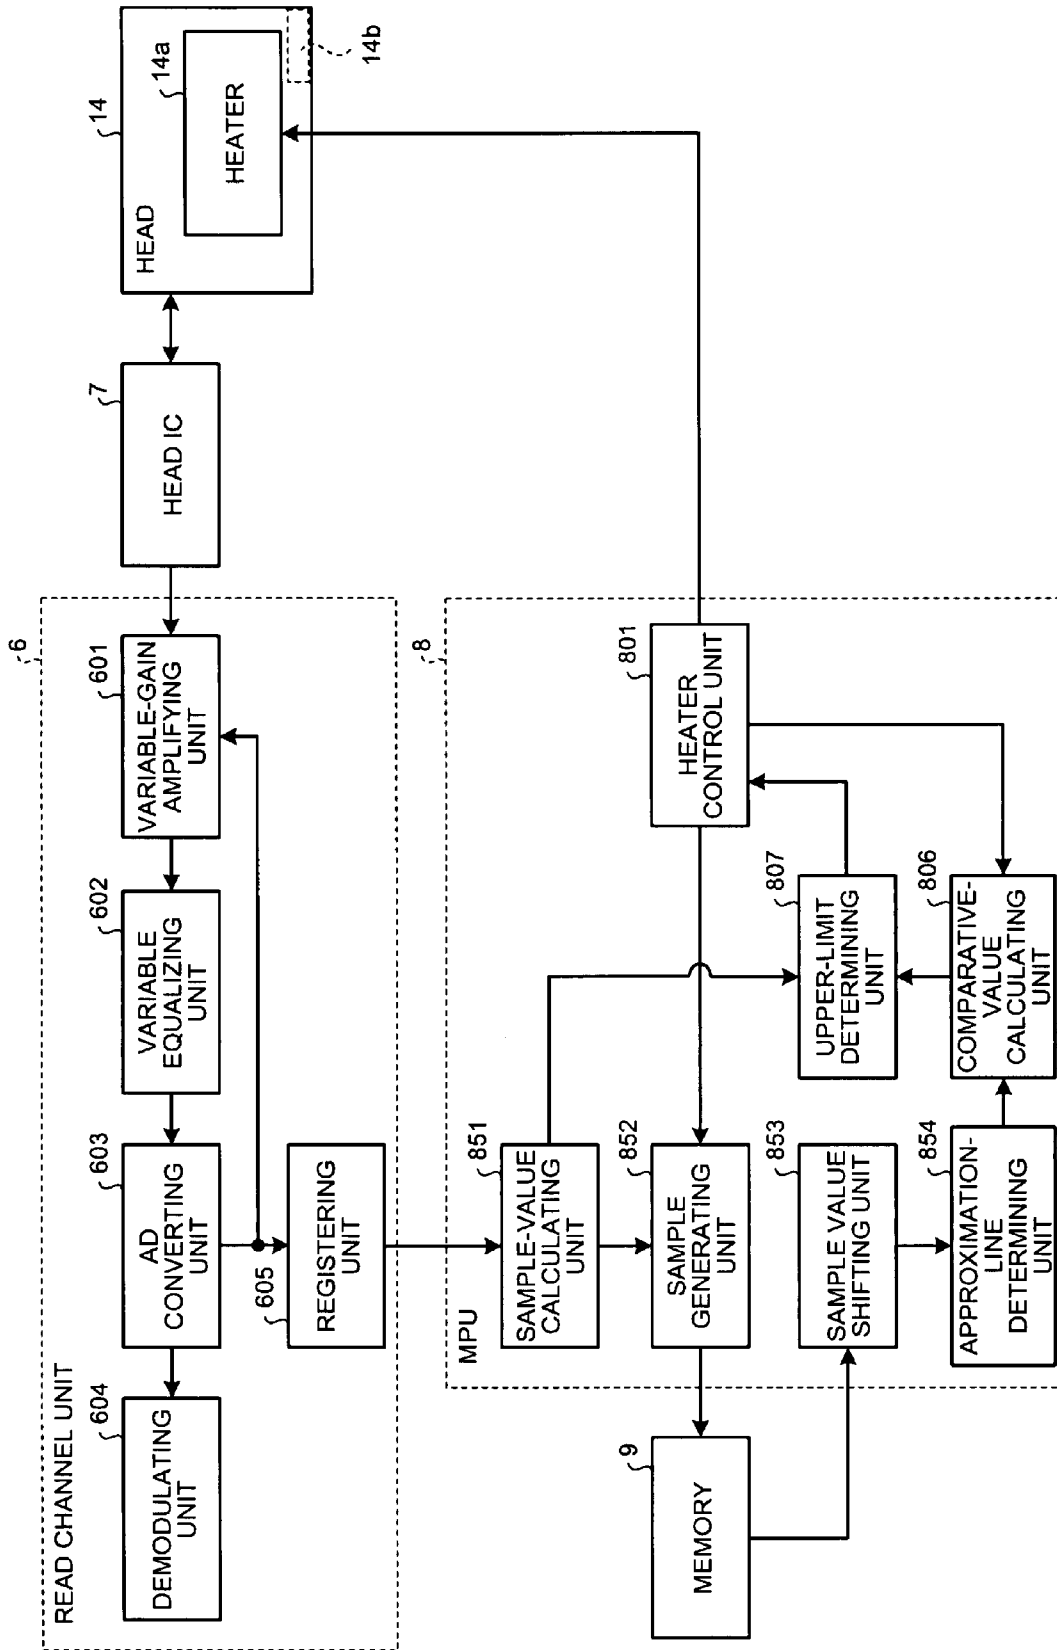 READ CHANNEL UNIT
6
604
DEMODULATING
UNIT
603
AD
CONVERTING
UNIT
602
VARIABLE
EQUALIZING
UNIT
601
VARIABLE-GAIN
AMPLIFYING
UNIT
7
HEAD IC
14
HEAD
14a
HEATER
14b
605
REGISTERING
UNIT
MPU
8
851
SAMPLE-VALUE
CALCULATING
UNIT
801
HEATER
CONTROL UNIT
9
MEMORY
852
SAMPLE
GENERATING
UNIT
807
UPPER-LIMIT
DETERMINING
UNIT
853
SAMPLE VALUE
SHIFTING UNIT
854
APPROXIMATION-
LINE
DETERMINING
806
COMPARATIVE-
VALUE
CALCULATING
UNIT